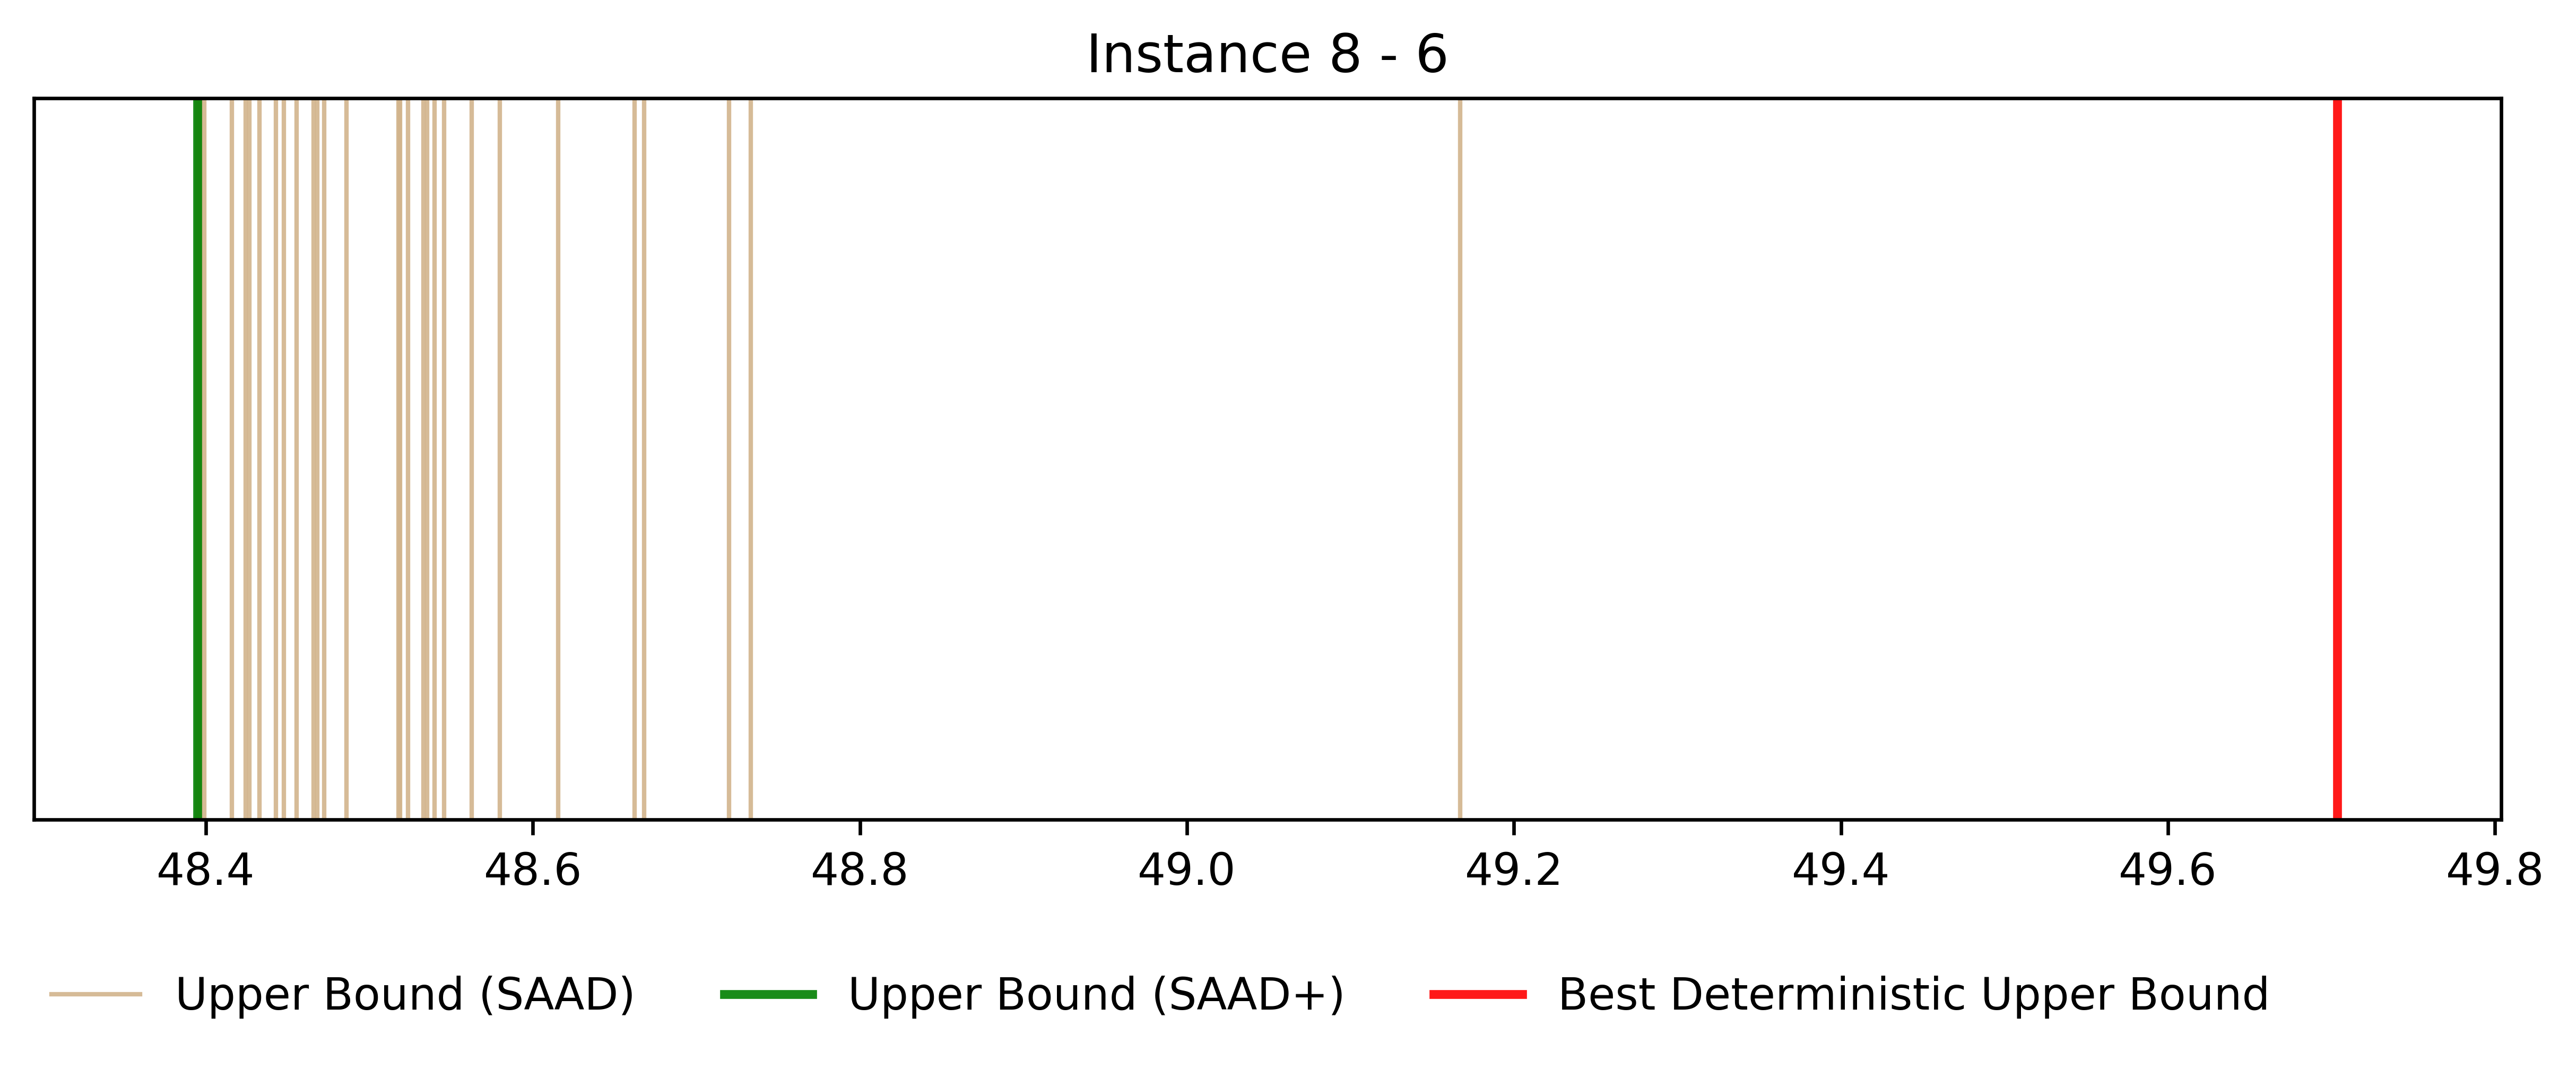 Instance 8 - 6
48.4 48.6 48.8 49.0 49.2 49.4 49.6 49.8
Upper Bound (SAAD) Upper Bound (SAAD+) Best Deterministic Upper Bound